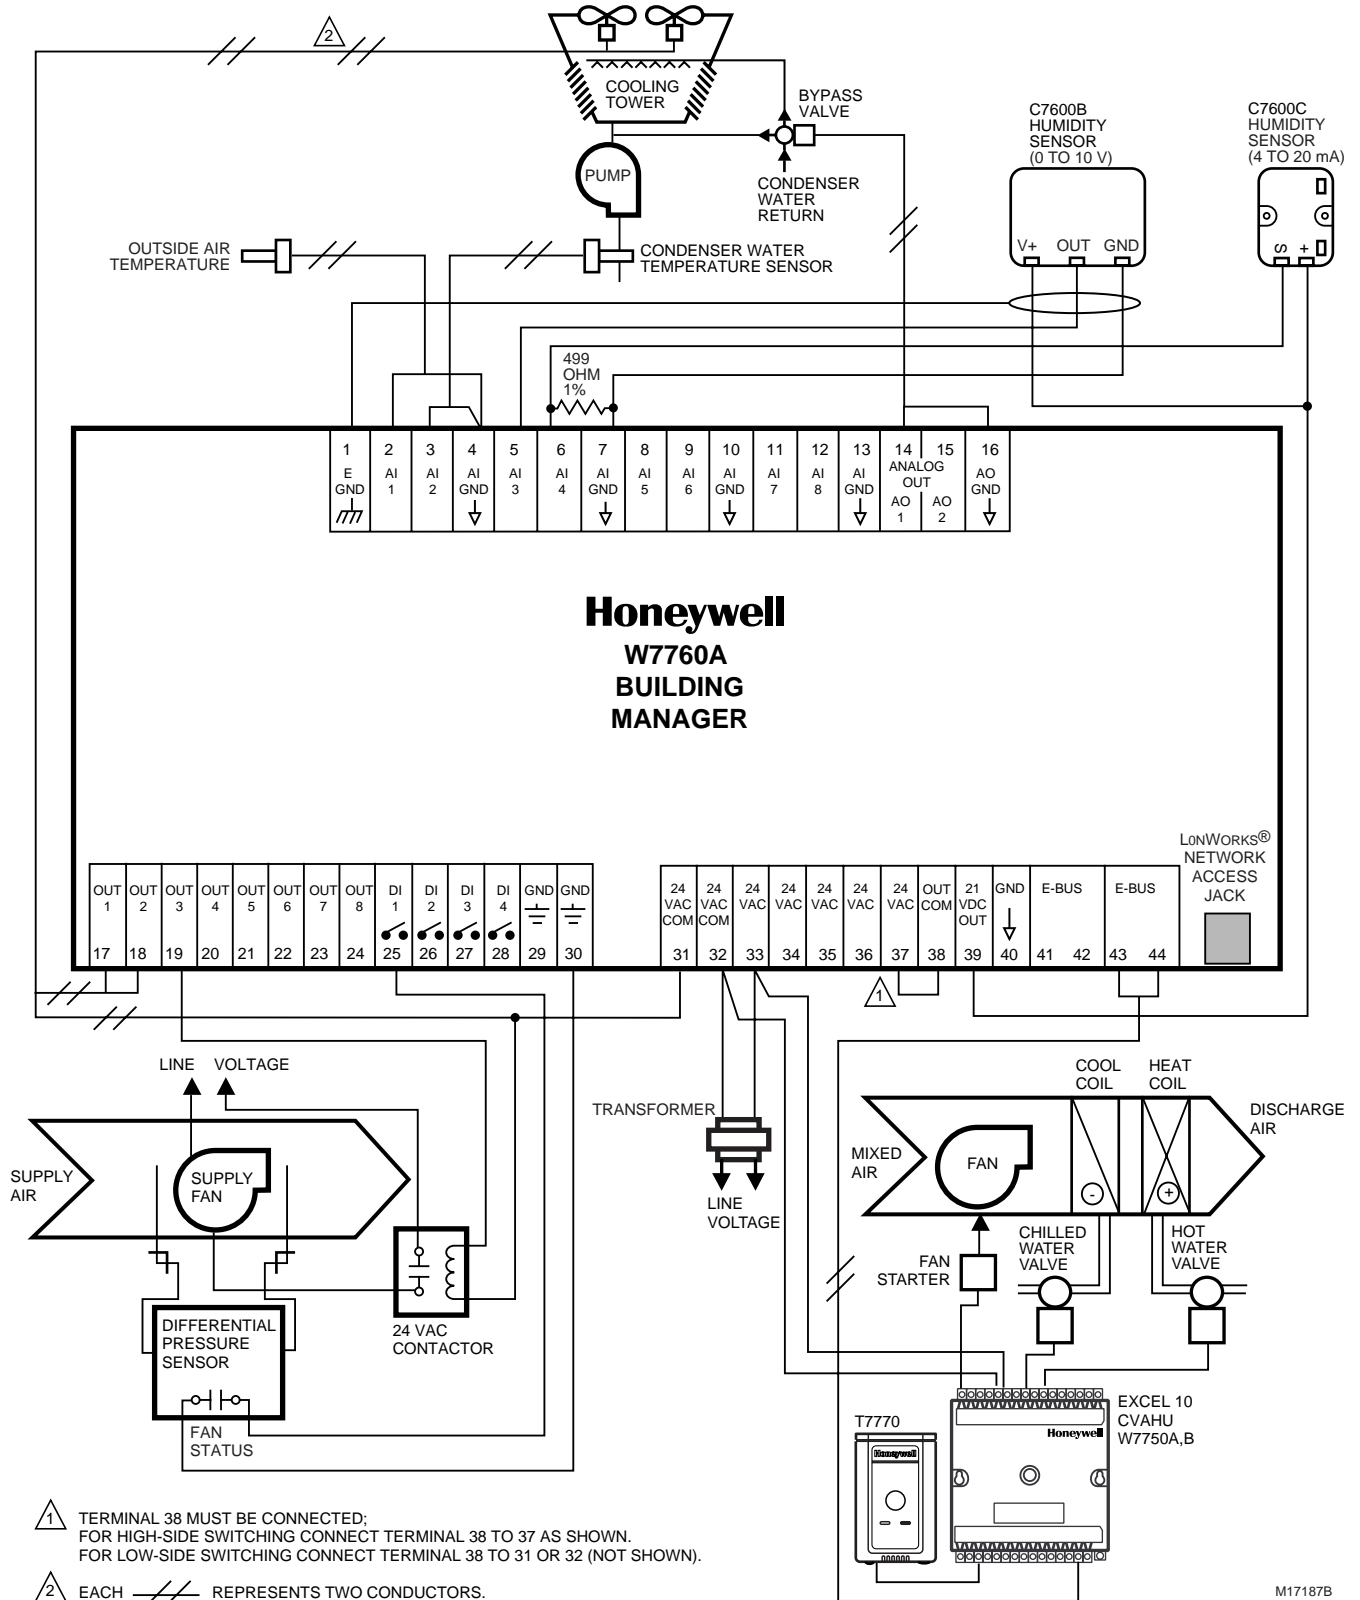 2
COOLING
TOWER
BYPASS
VALVE
PUMP
CONDENSER
WATER
RETURN
C7600B
HUMIDITY
SENSOR
(0 TO 10 V)
C7600C
HUMIDITY
SENSOR
(4 TO 20 mA)
V+ OUT GND
S +
OUTSIDE AIR
TEMPERATURE
CONDENSER WATER
TEMPERATURE SENSOR
499
OHM
1%
1 2 3 4 5 6 7 8 9 10 11 12 13 14 15 16
E
GND
AI
1
AI
2
AI
GND
AI
3
AI
4
AI
GND
AI
5
AI
6
AI
GND
AI
7
AI
8
AI
GND
ANALOG
OUT
AO
1
AO
2
AO
GND
Honeywell
W7760A
BUILDING
MANAGER
LONWORKS®
NETWORK
ACCESS
JACK
OUT
1
OUT
2
OUT
3
OUT
4
OUT
5
OUT
6
OUT
7
OUT
8
DI
1
DI
2
DI
3
DI
4
GND
GND
17 18 19 20 21 22 23 24 25 26 27 28 29 30
24
VAC
COM
24
VAC
COM
24
VAC
24
VAC
24
VAC
24
VAC
24
VAC
OUT
COM
21
VDC
OUT
GND
E-BUS
E-BUS
31 32 33 34 35 36 37 38 39 40 41 42 43 44
1
LINE VOLTAGE
SUPPLY
AIR
SUPPLY
FAN
DIFFERENTIAL
PRESSURE
SENSOR
FAN
STATUS
24 VAC
CONTACTOR
TRANSFORMER
LINE
VOLTAGE
COOL
COIL
HEAT
COIL
DISCHARGE
AIR
MIXED
AIR
FAN
-
+
FAN
STARTER
CHILLED
WATER
VALVE
HOT
WATER
VALVE
T7770
Honeywell
Honeywell
EXCEL 10
CVAHU
W7750A,B
1 TERMINAL 38 MUST BE CONNECTED;
FOR HIGH-SIDE SWITCHING CONNECT TERMINAL 38 TO 37 AS SHOWN.
FOR LOW-SIDE SWITCHING CONNECT TERMINAL 38 TO 31 OR 32 (NOT SHOWN).
2 EACH REPRESENTS TWO CONDUCTORS.
M17187B